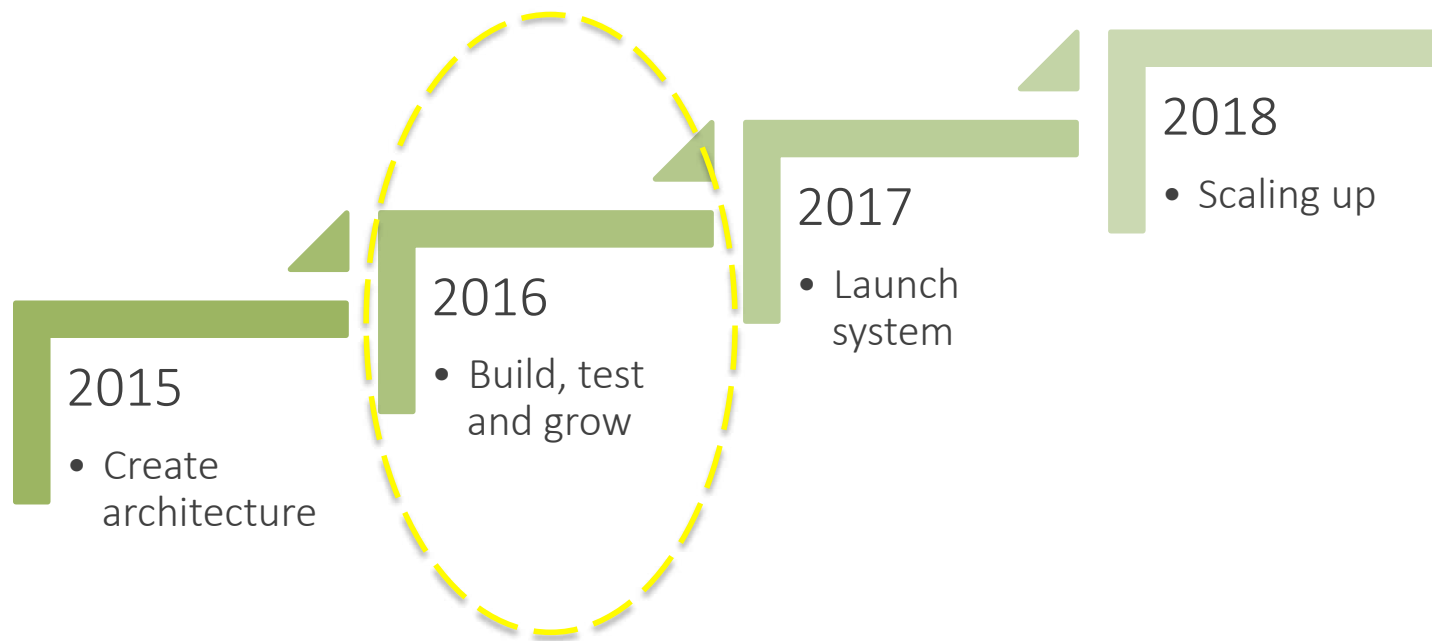 2015
• Create
architecture
2016
• Build, test
and grow
2017
• Launch
system
2018
• Scaling up